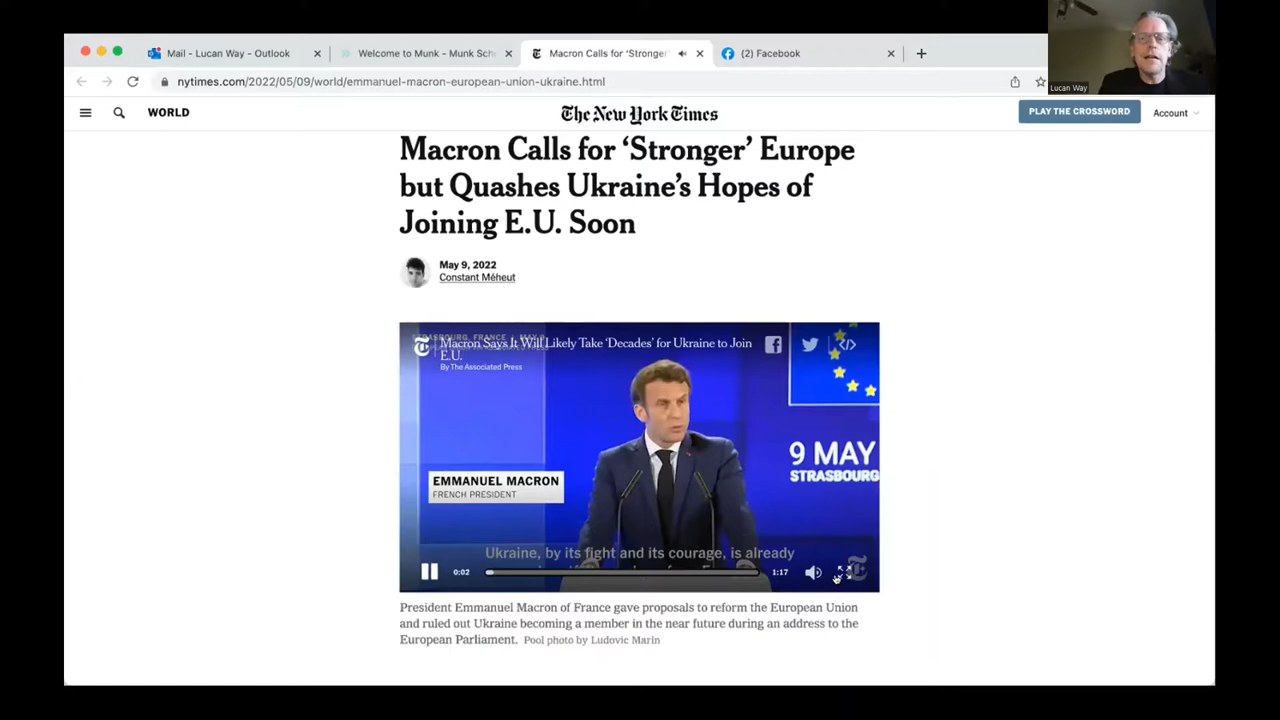 Mail - Lucan Way - Outlook
Welcome to Munk - Munk Sch
Macron Calls for ‘Stronger’
(2) Facebook
Lucan Way
nytimes.com/2022/05/09/world/emmanuel-macron-european-union-ukraine.html
WORLD
The New York Times
PLAY THE CROSSWORD
Account
Macron Calls for ‘Stronger’ Europe
but Quashes Ukraine’s Hopes of
Joining E.U. Soon
May 9, 2022
Constant Méheut
Macron Says It Will Likely Take ‘Decades’ for Ukraine to Join
E.U.
By The Associated Press
9 MAY
STRASBOURG
EMMANUEL MACRON
FRENCH PRESIDENT
Ukraine, by its fight and its courage, is already
0:02
1:17
President Emmanuel Macron of France gave proposals to reform the European Union
and ruled out Ukraine becoming a member in the near future during an address to the
European Parliament. Pool photo by Ludovic Marin